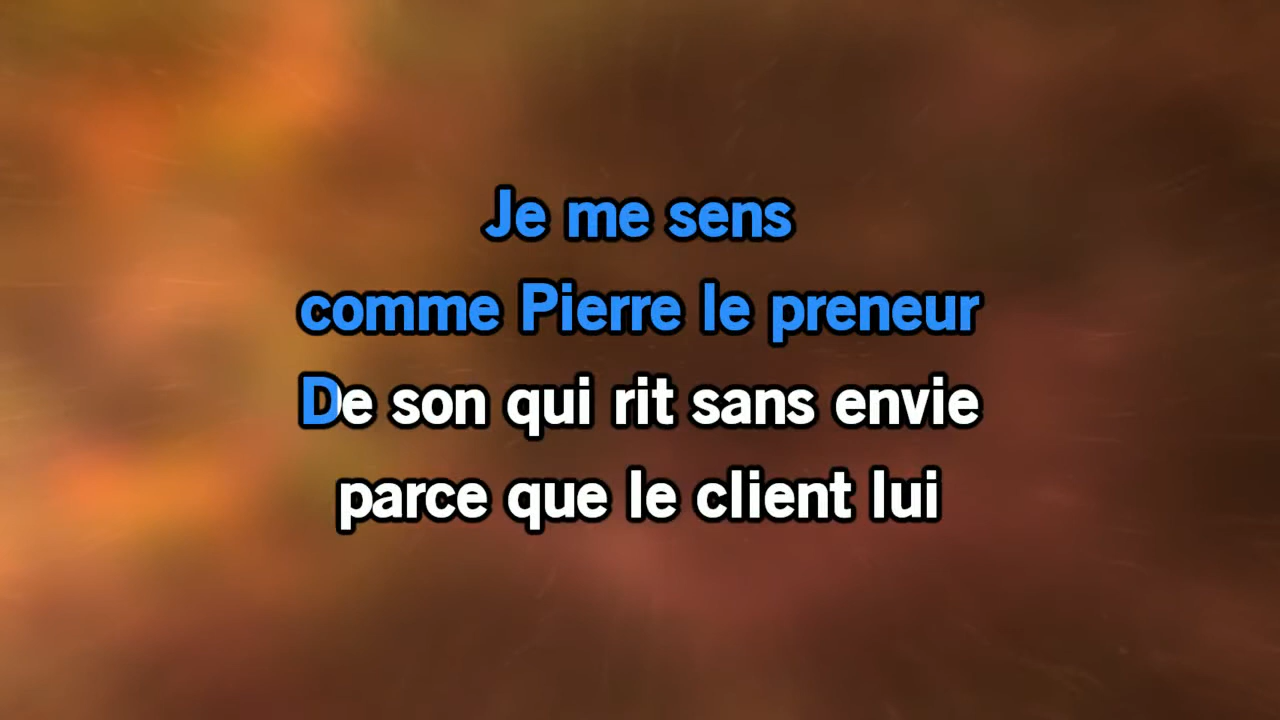 Je me sens
comme Pierre le preneur
De son qui rit sans envie
parce que le client lui